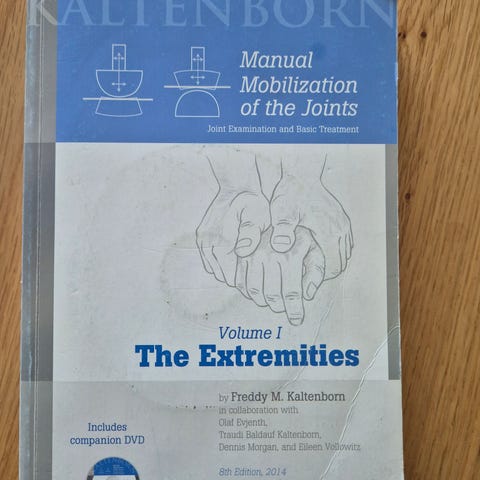 KALTENBORN
Manual
Mobilization
of the Joints
Joint Examination and Basic Treatment
Volume I
The Extremities
by Freddy M. Kaltenborn
in collaboration with
Olaf Evjenth,
Traudi Baldauf Kaltenborn,
Dennis Morgan, and Eileen Vollowitz
Includes
companion DVD
8th Edition, 2014